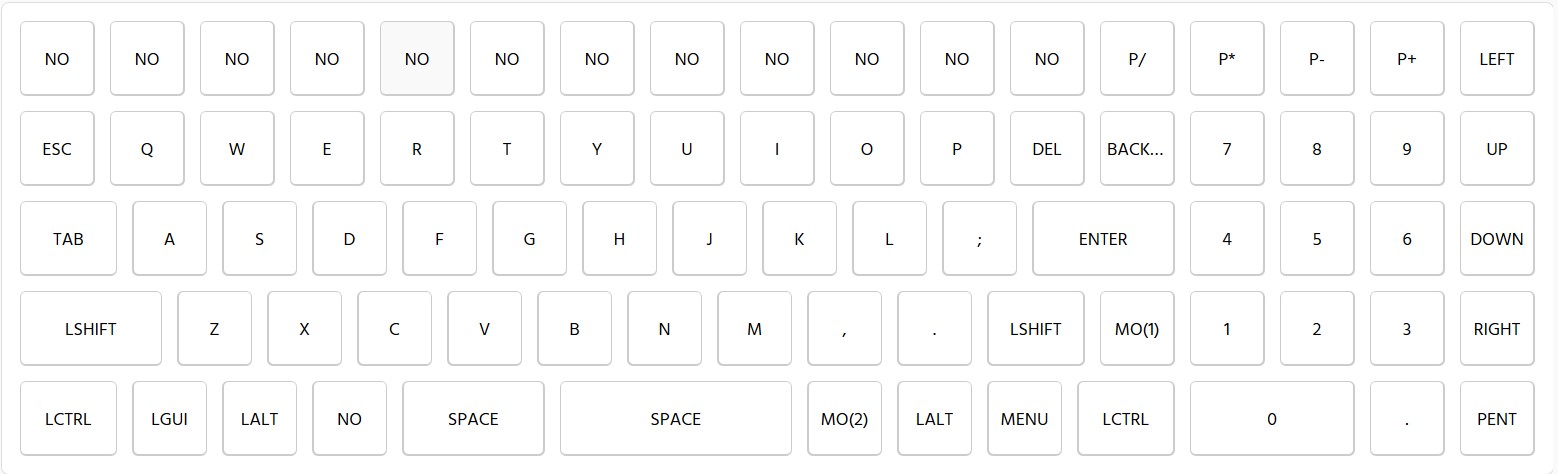 NO NO NO NO NO NO NO NO NO NO NO NO P/ P* P- P+ LEFT
ESC Q W E R T Y U I O P DEL BACK... 7 8 9 UP
TAB A S D F G H J K L ; ENTER 4 5 6 DOWN
LSHIFT Z X C V B N M , . LSHIFT MO(1) 1 2 3 RIGHT
LCTRL LGUI LALT NO SPACE SPACE MO(2) LALT MENU LCTRL 0 . PENT